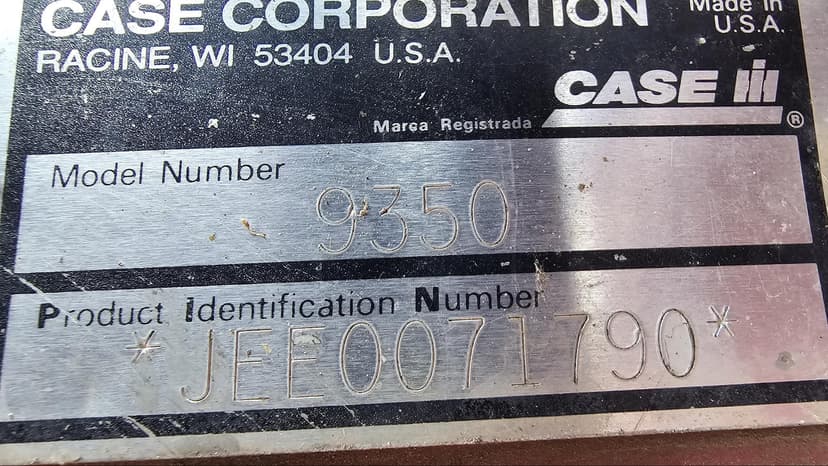 CASE CORPORATION
Made in
U.S.A.
RACINE, WI 53404 U.S.A.
CASE IH
Marca Registrada ®
Model Number
9350
Product Identification Number
*JEE0071790*